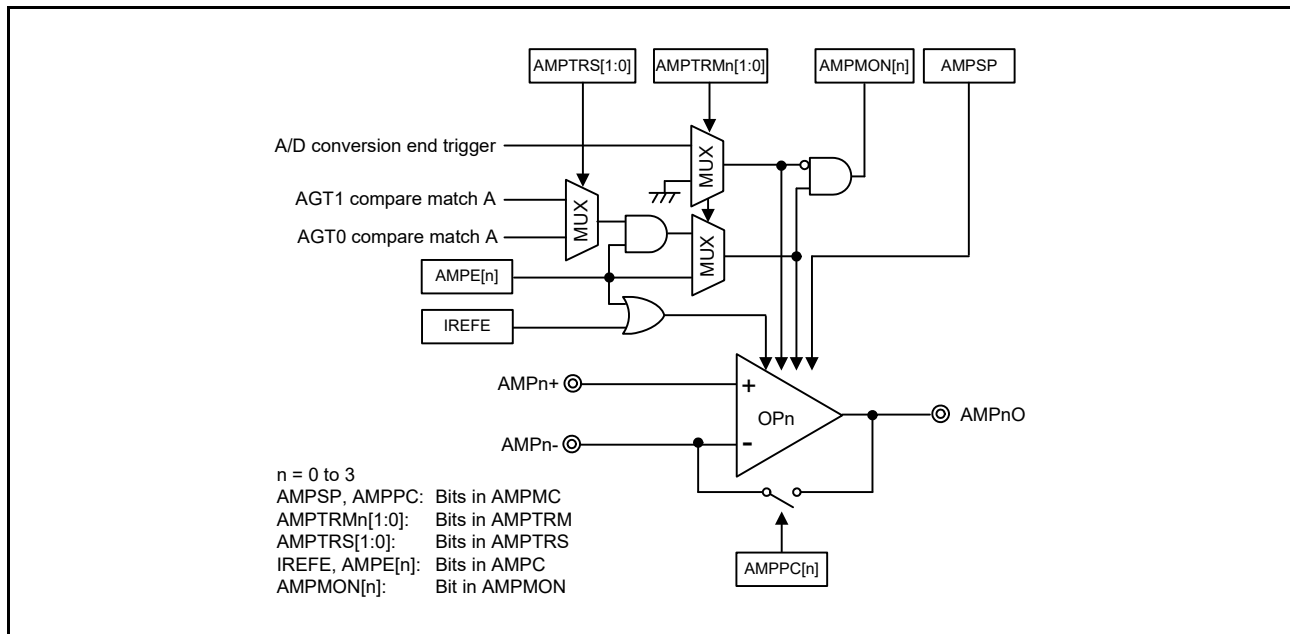 AMPTRS[1:0] AMPTRMn[1:0] AMPMON[n] AMPSP
A/D conversion end trigger
MUX
AGT1 compare match A
MUX
AGT0 compare match A
MUX
AMPE[n]
IREFE
AMPn+
+
OPn
AMPnO
AMPn-
-
n = 0 to 3
AMPSP, AMPPC: Bits in AMPMC
AMPTRMn[1:0]: Bits in AMPTRM
AMPTRS[1:0]: Bits in AMPTRS
IREFE, AMPE[n]: Bits in AMPC
AMPMON[n]: Bit in AMPMON
AMPPC[n]